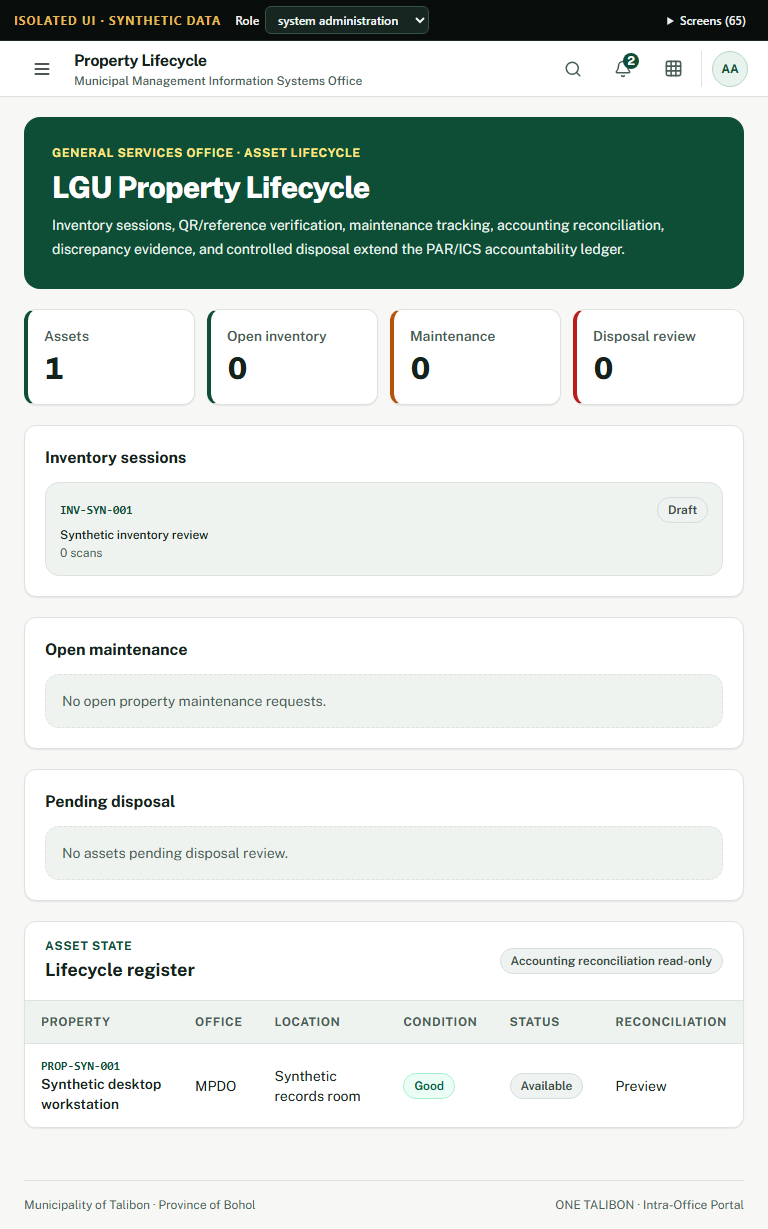 ISOLATED UI · SYNTHETIC DATA Role system administration ▶ Screens (65)
Property Lifecycle
Municipal Management Information Systems Office
2
AA
GENERAL SERVICES OFFICE · ASSET LIFECYCLE
LGU Property Lifecycle
Inventory sessions, QR/reference verification, maintenance tracking, accounting reconciliation,
discrepancy evidence, and controlled disposal extend the PAR/ICS accountability ledger.
Assets
1
Open inventory
0
Maintenance
0
Disposal review
0
Inventory sessions
INV-SYN-001
Draft
Synthetic inventory review
0 scans
Open maintenance
No open property maintenance requests.
Pending disposal
No assets pending disposal review.
ASSET STATE
Lifecycle register
Accounting reconciliation read-only
PROPERTY OFFICE LOCATION CONDITION STATUS RECONCILIATION
PROP-SYN-001
Synthetic desktop
workstation
MPDO
Synthetic
records room
Good
Available
Preview
Municipality of Talibon · Province of Bohol
ONE TALIBON · Intra-Office Portal